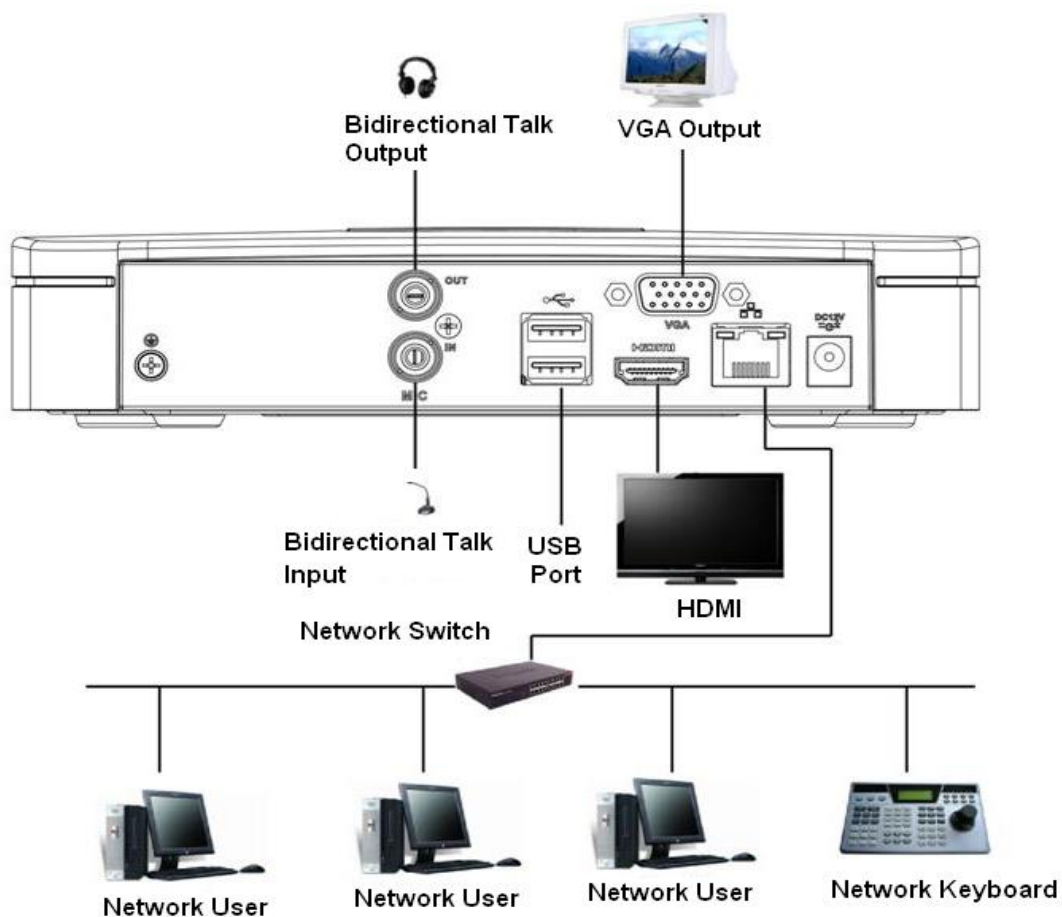 Bidirectional Talk
Output
VGA Output
OUT
IN
MIC
VGA
HDMI
DC12V
Bidirectional Talk
Input
USB
Port
HDMI
Network Switch
Network User
Network User
Network User
Network Keyboard